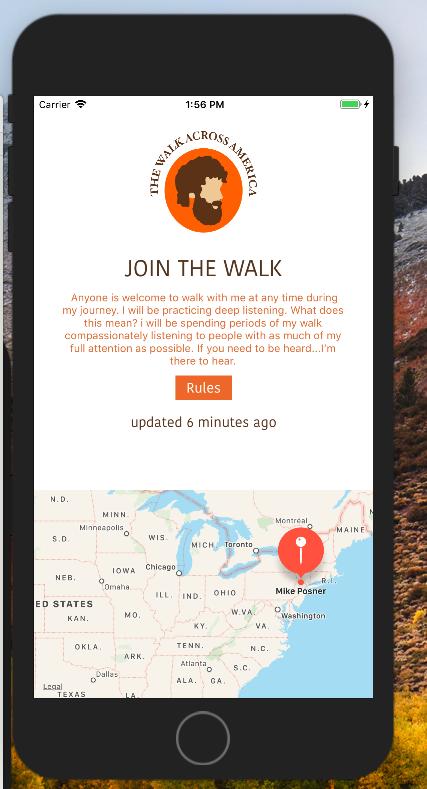 Carrier 1:56 PM
THE WALK ACROSS AMERICA
JOIN THE WALK
Anyone is welcome to walk with me at any time during
my journey. I will be practicing deep listening. What does
this mean? i will be spending periods of my walk
compassionately listening to people with as much of my
full attention as possible. If you need to be heard...I'm
there to hear.
Rules
updated 6 minutes ago
N.D.
MINN.
Montréal
MAINE
Minneapolis
S.D.
WIS.
MICH.
Toronto
Chicago
IOWA
NEB.
Omaha
R.I.
Mike Posner
ILL.
IND.
OHIO
ED STATES
KAN.
MO.
W.VA.
Washington
KY.
VA.
OKLA.
TENN.
N.C.
ARK.
Atlanta
S.C.
Dallas
ALA.
GA.
Legal
TEXAS
LA.